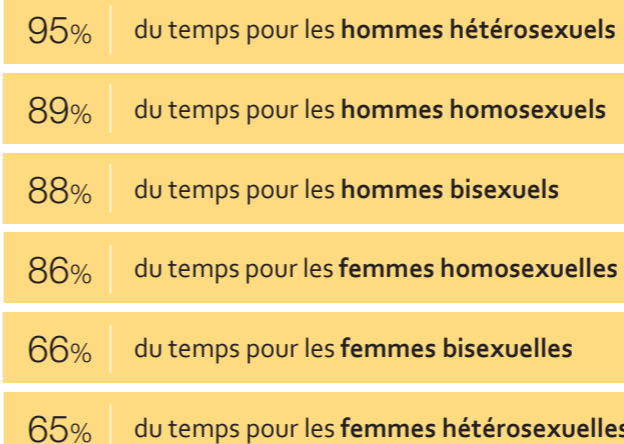 95% du temps pour les hommes hétérosexuels
89% du temps pour les hommes homosexuels
88% du temps pour les hommes bisexuels
86% du temps pour les femmes homosexuelles
66% du temps pour les femmes bisexuelles
65% du temps pour les femmes hétérosexuelles